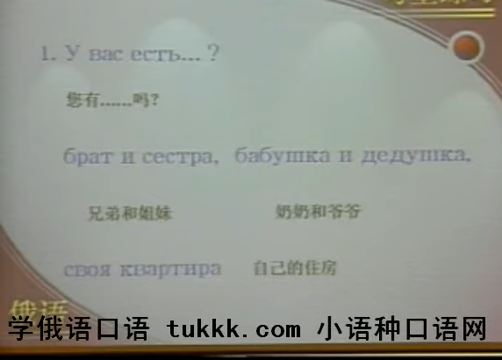 1. У вас есть...?
您有……吗?
брат и сестра, бабушка и дедушка,
兄弟和姐妹 奶奶和爷爷
своя квартира 自己的住房
俄语
学俄语口语 tukkk.com 小语种口语网